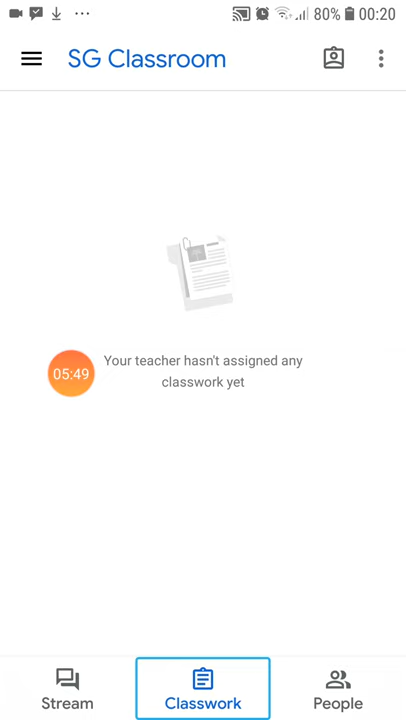 80% 00:20
SG Classroom
Your teacher hasn't assigned any
classwork yet
05:49
Stream Classwork People